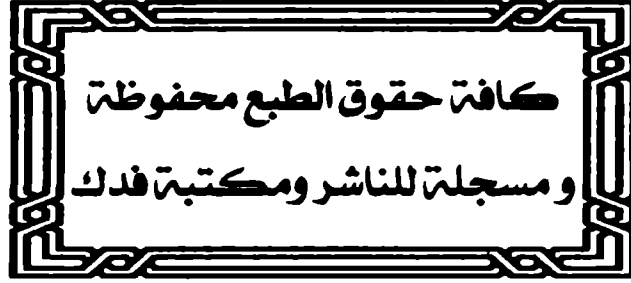 كافة حقوق الطبع محفوظة
و مسجلة للناشر ومكتبة فدك